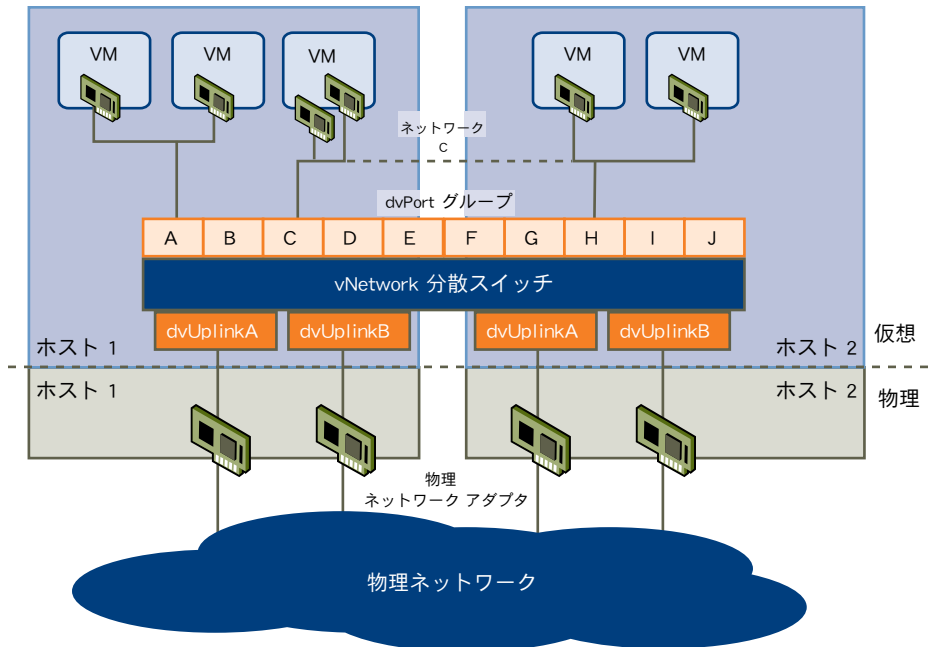 VM
VM
VM
VM
VM
ネットワーク
C
dvPort グループ
A B C D E F G H I J
vNetwork 分散スイッチ
dvUplinkA dvUplinkB dvUplinkA dvUplinkB
ホスト 1
ホスト 2
仮想
ホスト 1
ホスト 2
物理
物理
ネットワーク アダプタ
物理ネットワーク